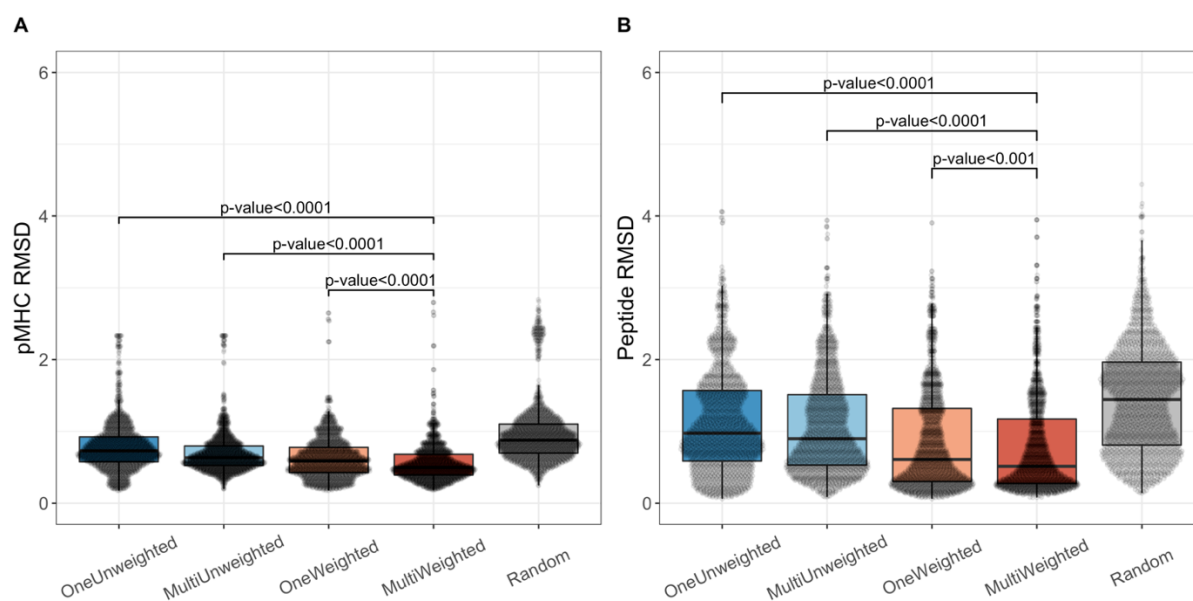 A
pMHC RMSD
6
4
2
0
p-value<0.0001
p-value<0.0001
p-value<0.0001
OneUnweighted
MultiUnweighted
OneWeighted
MultiWeighted
Random
B
Peptide RMSD
6
4
2
0
p-value<0.0001
p-value<0.0001
p-value<0.001
OneUnweighted
MultiUnweighted
OneWeighted
MultiWeighted
Random